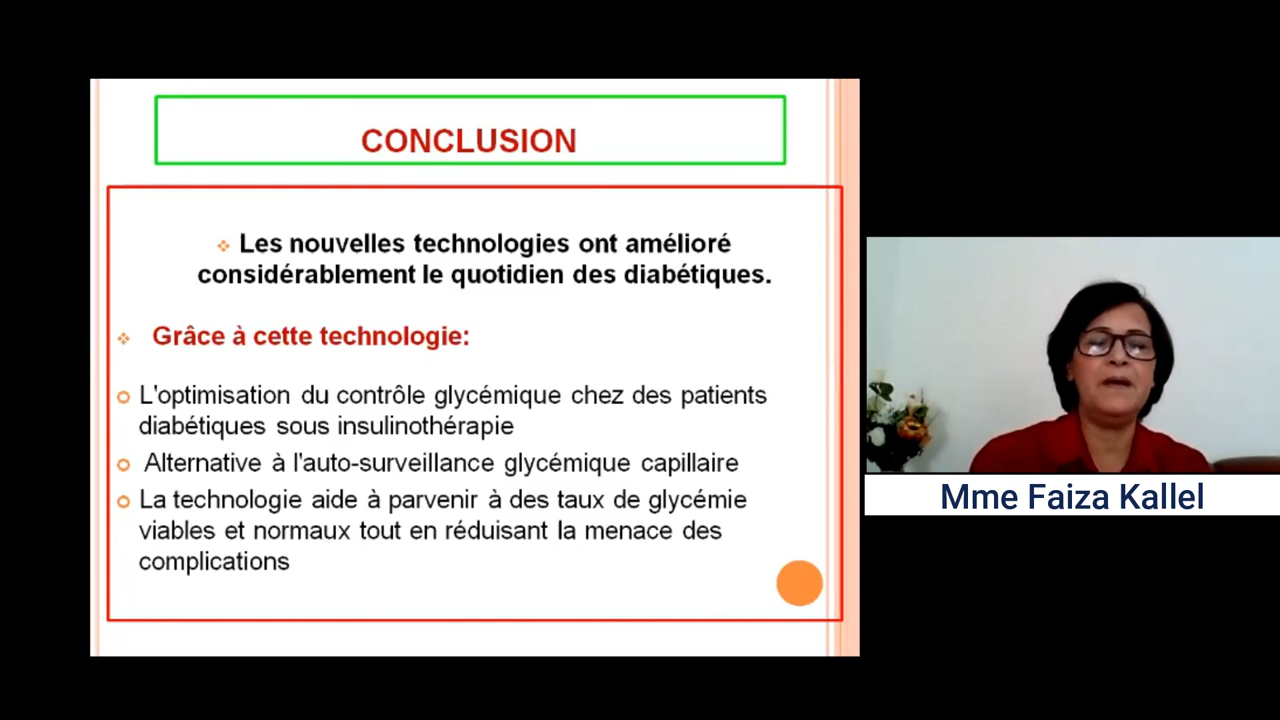 CONCLUSION
Les nouvelles technologies ont amélioré
considérablement le quotidien des diabétiques.
Grâce à cette technologie:
L'optimisation du contrôle glycémique chez des patients
diabétiques sous insulinothérapie
Alternative à l'auto-surveillance glycémique capillaire
La technologie aide à parvenir à des taux de glycémie
viables et normaux tout en réduisant la menace des
complications
Mme Faiza Kallel